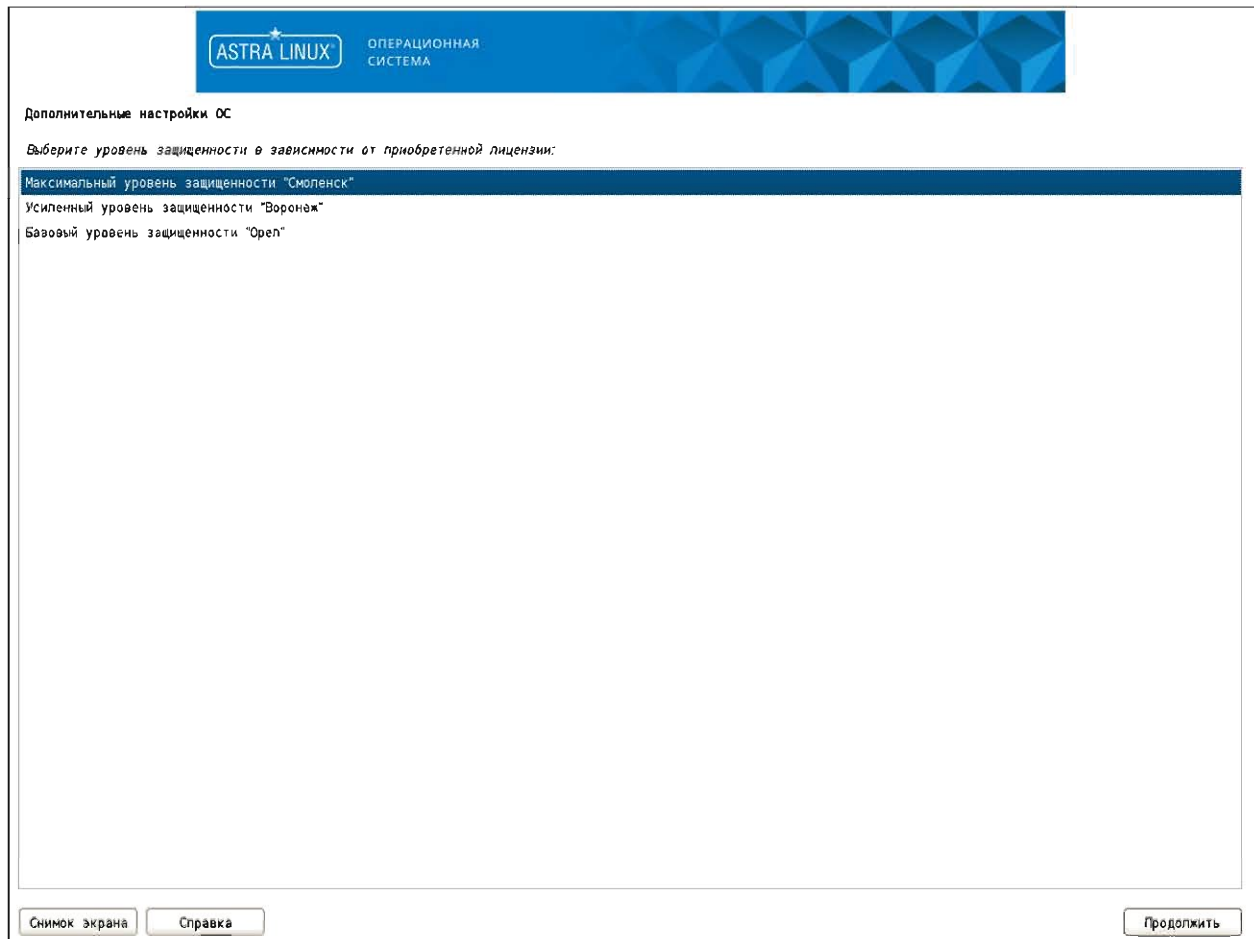 ASTRA LINUX®
ОПЕРАЦИОННАЯ
СИСТЕМА
Дополнительные настройки ОС
Выберите уровень защищенности в зависимости от приобретенной лицензии:
Максимальный уровень защищенности "Смоленск"
Усиленный уровень защищенности "Воронеж"
Базовый уровень защищенности "Орел"
Снимок экрана
Справка
Продолжить